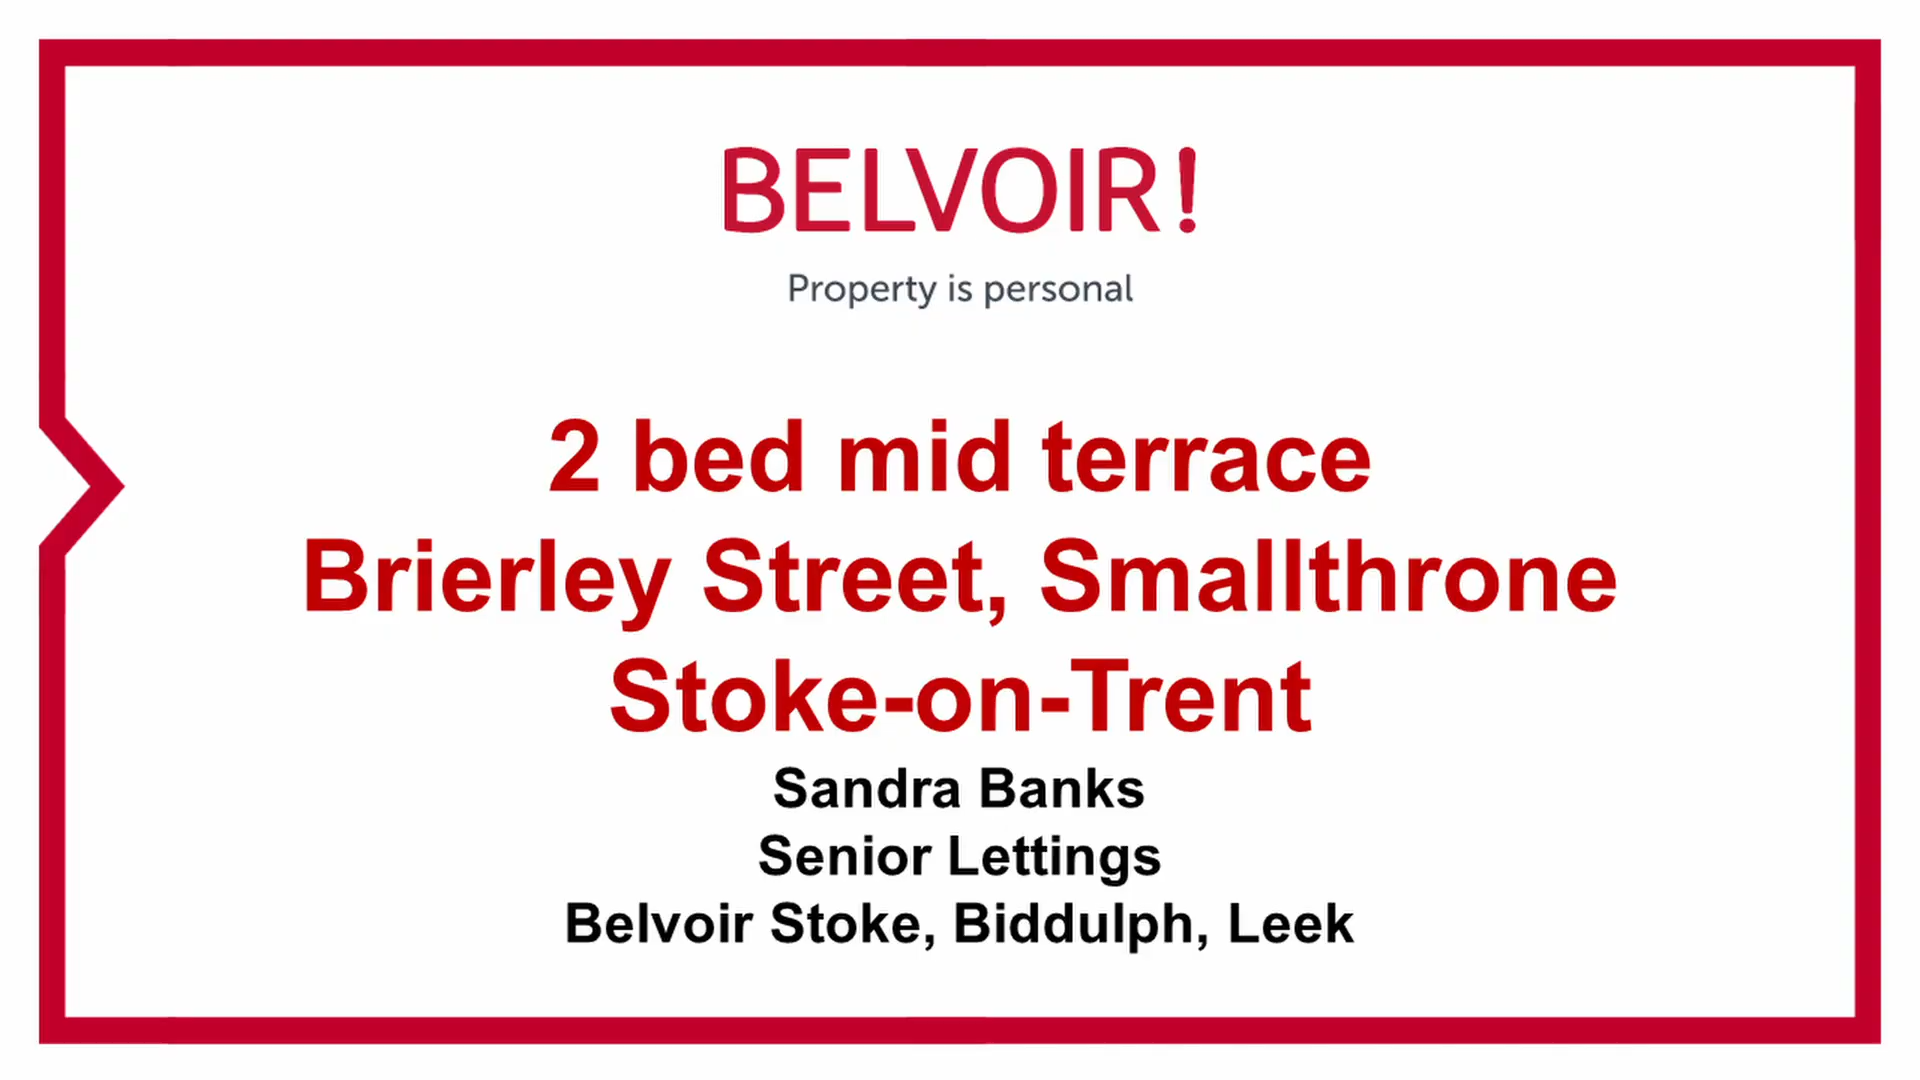 BELVOIR!
Property is personal
2 bed mid terrace
Brierley Street, Smallthrone
Stoke-on-Trent
Sandra Banks
Senior Lettings
Belvoir Stoke, Biddulph, Leek